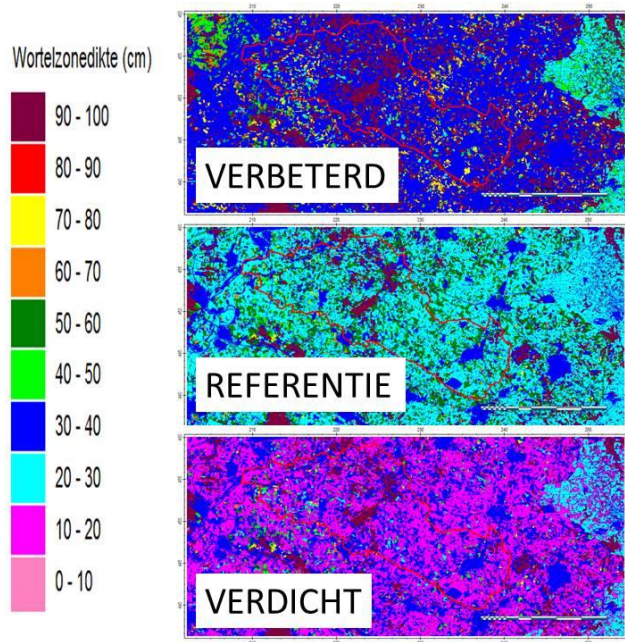 Wortelzonedikte (cm)
90 - 100
80 - 90
70 - 80
60 - 70
50 - 60
40 - 50
30 - 40
20 - 30
10 - 20
0 - 10
VERBETERD
REFERENTIE
VERDICHT